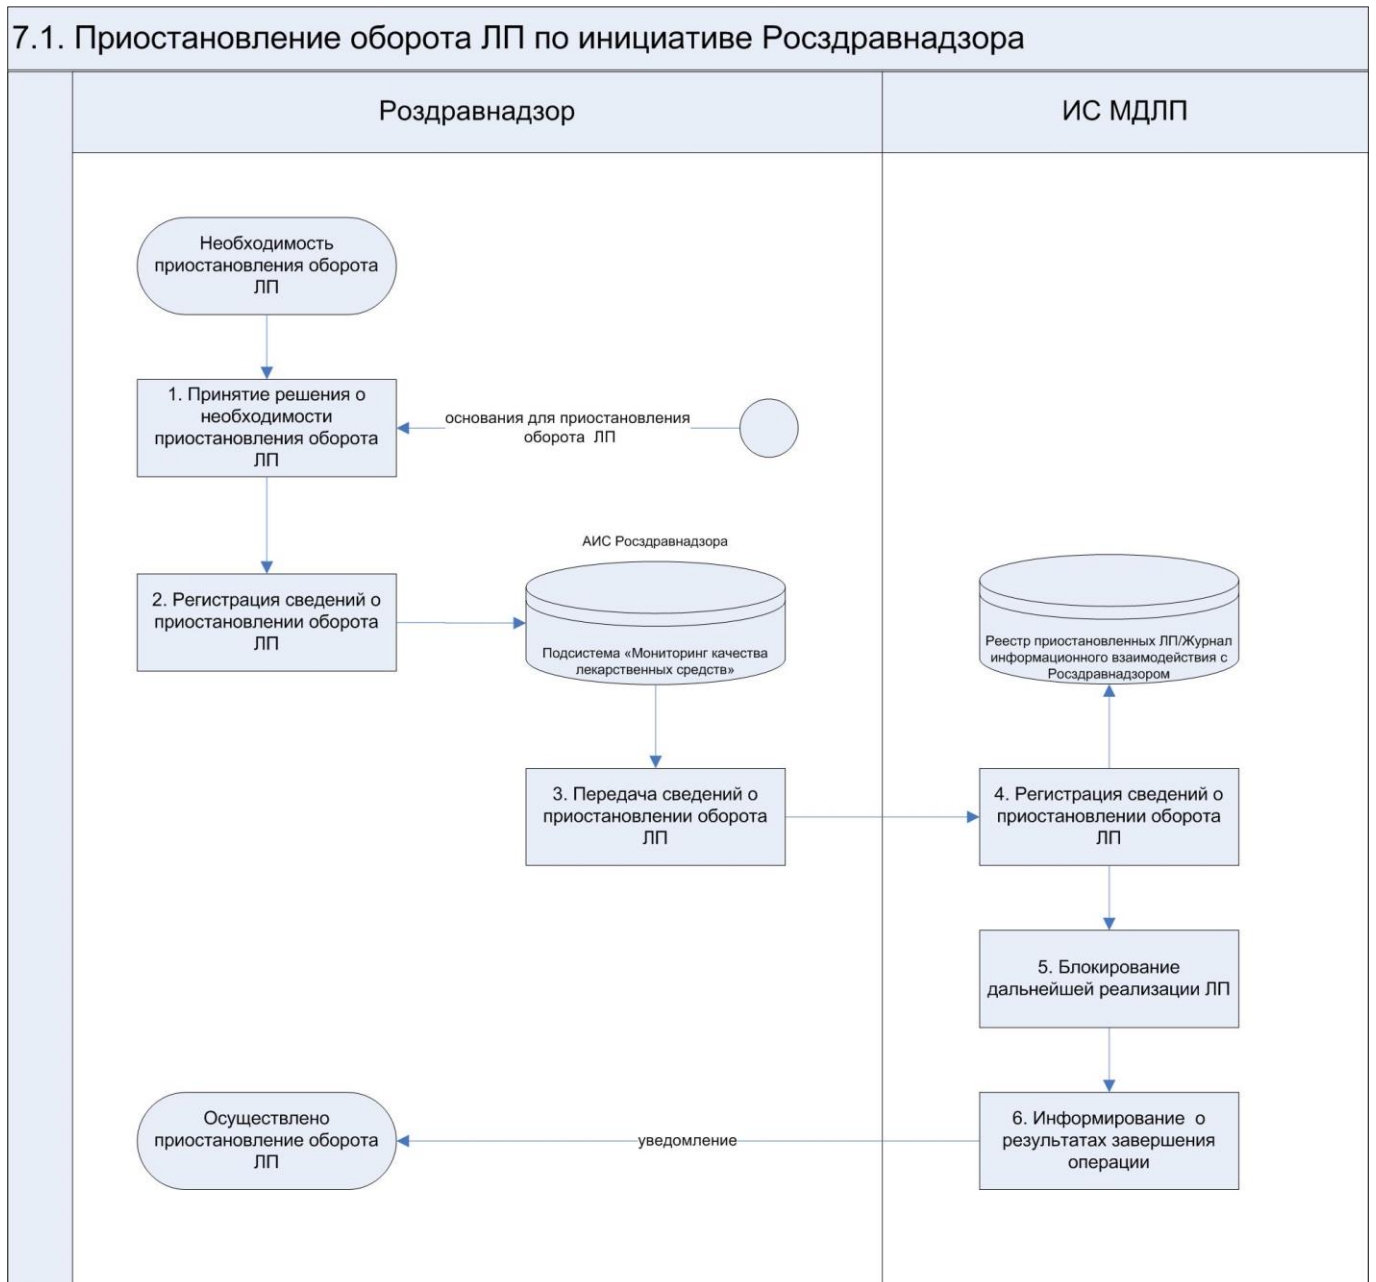 7.1. Приостановление оборота ЛП по инициативе Росздравнадзора
Роздравнадзор
ИС МДЛП
Необходимость
приостановления оборота
ЛП
1. Принятие решения о
необходимости
приостановления оборота
ЛП
основания для приостановления
оборота ЛП
АИС Росздравнадзора
2. Регистрация сведений о
приостановлении оборота
ЛП
Подсистема «Мониторинг качества
лекарственных средств»
Реестр приостановленных ЛП/Журнал
информационного взаимодействия с
Росздравнадзором
3. Передача сведений о
приостановлении оборота
ЛП
4. Регистрация сведений о
приостановлении оборота
ЛП
5. Блокирование
дальнейшей реализации ЛП
6. Информирование о
результатах завершения
операции
уведомление
Осуществлено
приостановление оборота
ЛП